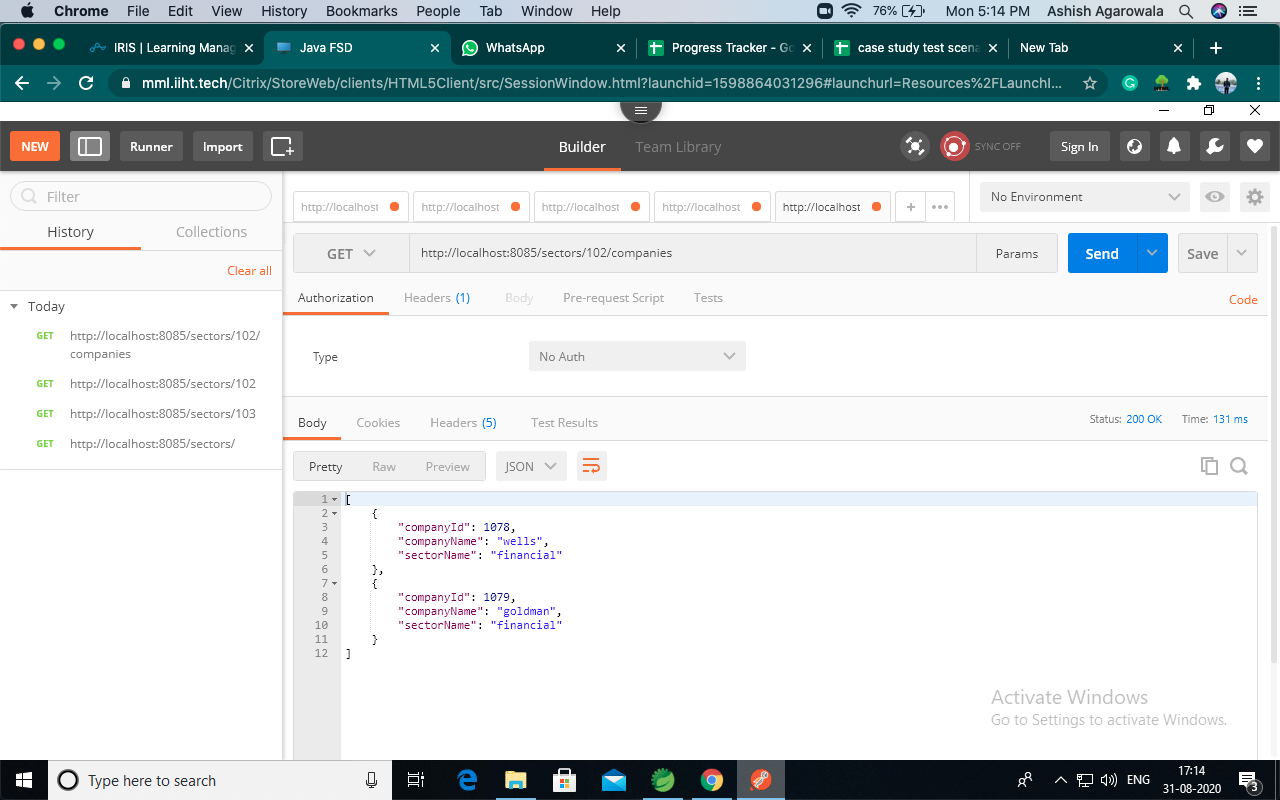 Chrome File Edit View History Bookmarks People Tab Window Help 76% Mon 5:14 PM Ashish Agarowala
IRIS | Learning Manag Java FSD WhatsApp Progress Tracker - Go case study test scena New Tab
mml.iiht.tech/Citrix/StoreWeb/clients/HTML5Client/src/SessionWindow.html?launchid=1598864031296#launchurl=Resources%2FLaunchI...
NEW Runner Import Builder Team Library SYNC OFF Sign In
Filter
History Collections
Clear all
Today
GET http://localhost:8085/sectors/102/
companies
GET http://localhost:8085/sectors/102
GET http://localhost:8085/sectors/103
GET http://localhost:8085/sectors/
http://localhost http://localhost http://localhost http://localhost http://localhost + ••• No Environment
GET http://localhost:8085/sectors/102/companies Params Send Save
Authorization Headers (1) Body Pre-request Script Tests Code
Type No Auth
Body Cookies Headers (5) Test Results Status: 200 OK Time: 131 ms
Pretty Raw Preview JSON
1 [
2 {
3 "companyId": 1078,
4 "companyName": "wells",
5 "sectorName": "financial"
6 },
7 {
8 "companyId": 1079,
9 "companyName": "goldman",
10 "sectorName": "financial"
11 }
12 ]
Activate Windows
Go to Settings to activate Windows.
Type here to search ENG 17:14
31-08-2020 3